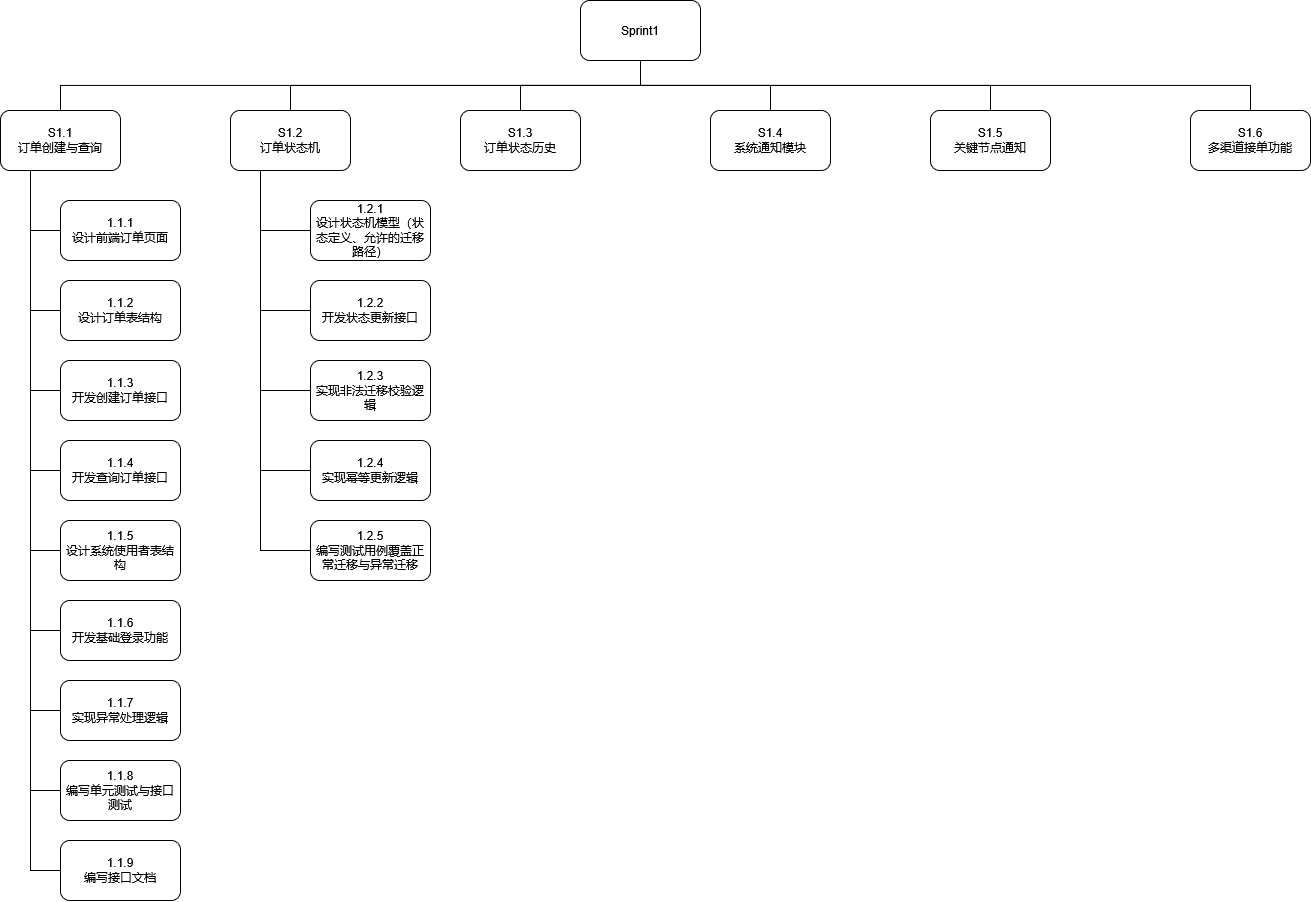 Sprint1
S1.1
订单创建与查询
S1.2
订单状态机
S1.3
订单状态历史
S1.4
系统通知模块
S1.5
关键节点通知
S1.6
多渠道接单功能
1.1.1
设计前端订单页面
1.1.2
设计订单表结构
1.1.3
开发创建订单接口
1.1.4
开发查询订单接口
1.1.5
设计系统使用者表结
构
1.1.6
开发基础登录功能
1.1.7
实现异常处理逻辑
1.1.8
编写单元测试与接口
测试
1.1.9
编写接口文档
1.2.1
设计状态机模型（状
态定义、允许的迁移
路径）
1.2.2
开发状态更新接口
1.2.3
实现非法迁移校验逻
辑
1.2.4
实现幂等更新逻辑
1.2.5
编写测试用例覆盖正
常迁移与异常迁移